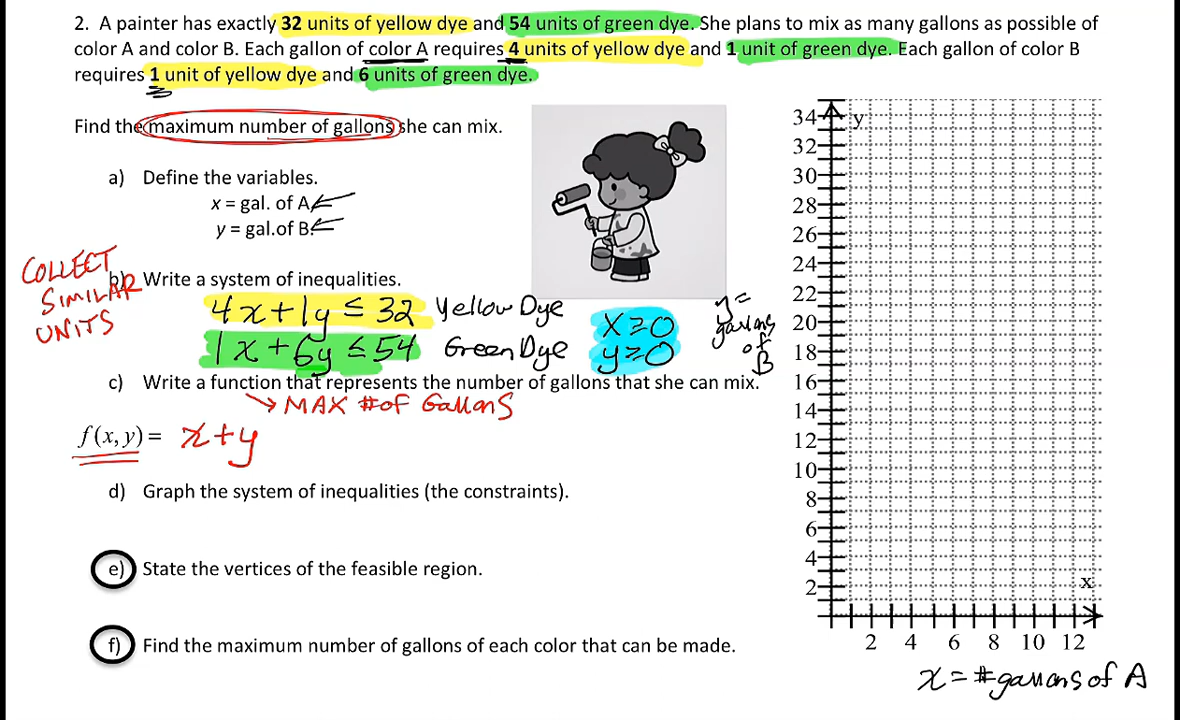 2. A painter has exactly 32 units of yellow dye and 54 units of green dye. She plans to mix as many gallons as possible of
color A and color B. Each gallon of color A requires 4 units of yellow dye and 1 unit of green dye. Each gallon of color B
requires 1 unit of yellow dye and 6 units of green dye.
Find the maximum number of gallons she can mix.
a) Define the variables.
x = gal. of A
y = gal.of B.
COLLECT
SIMILAR
UNITS
b) Write a system of inequalities.
4x+1y ≤ 32 Yellow Dye
1x+6y ≤ 54 Green Dye
x≥0
y≥0
y=
gallons
of
B
c) Write a function that represents the number of gallons that she can mix.
→ MAX # of Gallons
f(x,y) = x+y
d) Graph the system of inequalities (the constraints).
e) State the vertices of the feasible region.
f) Find the maximum number of gallons of each color that can be made.
34
y
32
30
28
26
24
22
20
18
16
14
12
10
8
6
4
2
x
2 4 6 8 10 12
x = # gallons of A